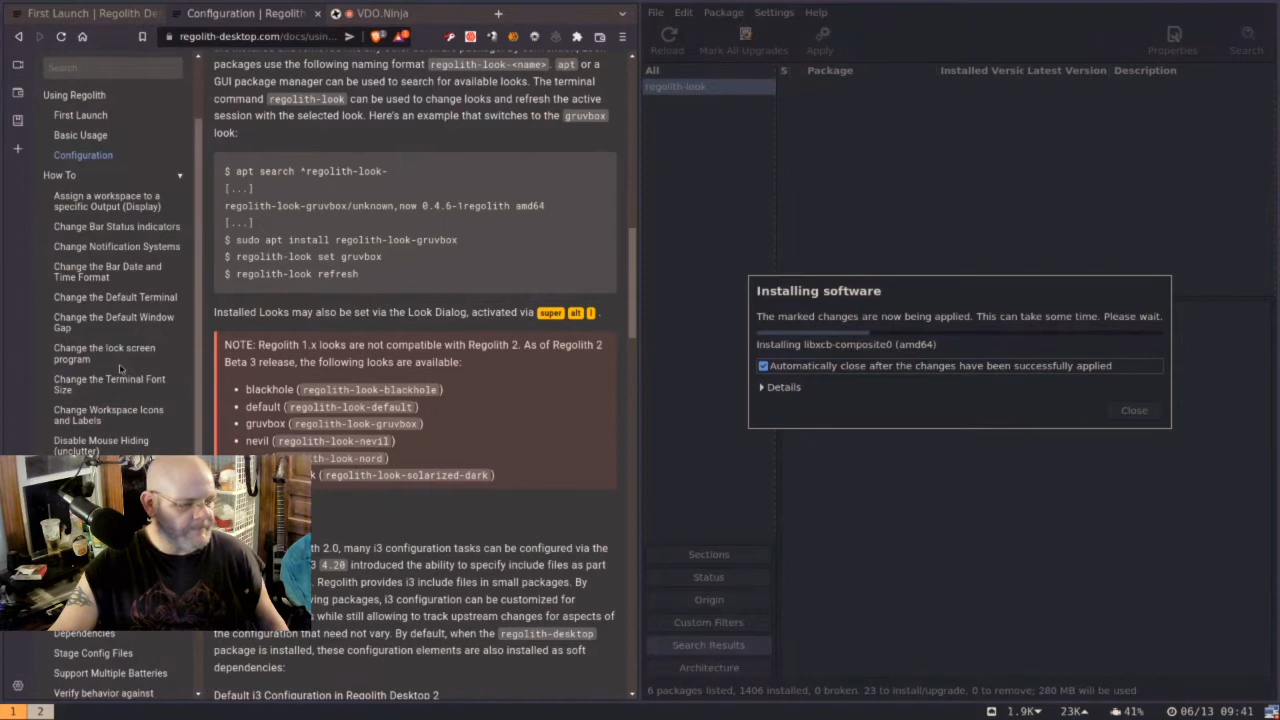 First Launch | Regolith De
Configuration | Regolith
VDO.Ninja
regolith-desktop.com/docs/usin...
Search
Using Regolith
First Launch
Basic Usage
Configuration
How To
Assign a workspace to a
specific Output (Display)
Change Bar Status indicators
Change Notification Systems
Change the Bar Date and
Time Format
Change the Default Terminal
Change the Default Window
Gap
Change the lock screen
program
Change the Terminal Font
Size
Change Workspace Icons
and Labels
Disable Mouse Hiding
(unclutter)
Dependencies
Stage Config Files
Support Multiple Batteries
Verify behavior against
packages use the following naming format regolith-look-<name>. apt or a
GUI package manager can be used to search for available looks. The terminal
command regolith-look can be used to change looks and refresh the active
session with the selected look. Here's an example that switches to the gruvbox
look:
$ apt search ^regolith-look-
[...]
regolith-look-gruvbox/unknown,now 0.4.6-1regolith amd64
[...]
$ sudo apt install regolith-look-gruvbox
$ regolith-look set gruvbox
$ regolith-look refresh
Installed Looks may also be set via the Look Dialog, activated via super alt l .
NOTE: Regolith 1.x looks are not compatible with Regolith 2. As of Regolith 2
Beta 3 release, the following looks are available:
• blackhole ( regolith-look-blackhole )
• default ( regolith-look-default )
• gruvbox ( regolith-look-gruvbox )
• nevil ( regolith-look-nevil )
regolith-look-nord )
k ( regolith-look-solarized-dark )
th 2.0, many i3 configuration tasks can be configured via the
3 4.20 introduced the ability to specify include files as part
Regolith provides i3 include files in small packages. By
ving packages, i3 configuration can be customized for
while still allowing to track upstream changes for aspects of
the configuration that need not vary. By default, when the regolith-desktop
package is installed, these configuration elements are also installed as soft
dependencies:
Default i3 Configuration in Regolith Desktop 2
File Edit Package Settings Help
Reload Mark All Upgrades Apply Properties Search
All
regolith-look
S Package Installed Versic Latest Version Description
Installing software
The marked changes are now being applied. This can take some time. Please wait.
Installing libxcb-composite0 (amd64)
Automatically close after the changes have been successfully applied
Details
Close
Sections
Status
Origin
Custom Filters
Search Results
Architecture
6 packages listed, 1406 installed, 0 broken. 23 to install/upgrade, 0 to remove; 280 MB will be used
1 2
1.9K 23K 41% 06/13 09:41